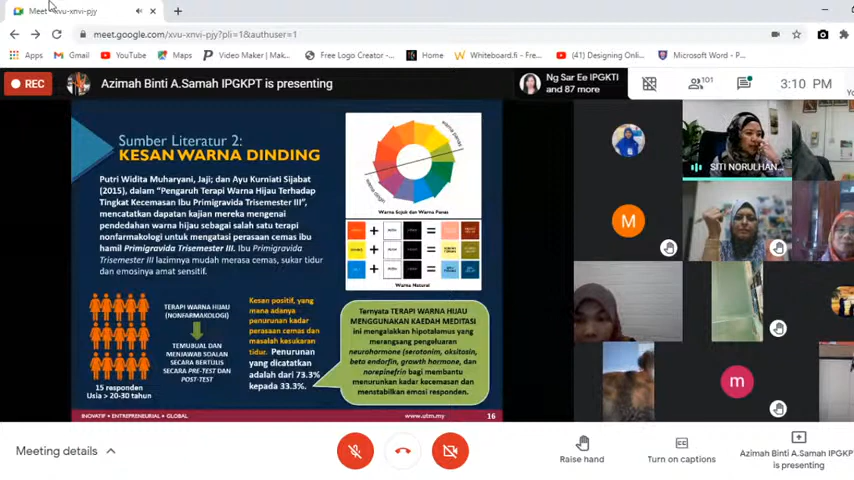 Meet - xvu-xnvi-pjy
meet.google.com/xvu-xnvi-pjy?pli=1&authuser=1
Apps
Gmail
YouTube
Maps
Video Maker | Mak...
Free Logo Creator -...
Home
Whiteboard.fi - Fre...
(41) Designing Onli...
Microsoft Word - P...
REC
Azimah Binti A.Samah IPGKPT is presenting
Ng Sar Ee IPGKTI
and 87 more
101
3:10 PM
Sumber Literatur 2:
KESAN WARNA DINDING
Putri Widita Muharyani, Jaji; dan Ayu Kurniati Sijabat
(2015), dalam "Pengaruh Terapi Warna Hijau Terhadap
Tingkat Kecemasan Ibu Primigravida Trisemester III",
mencatatkan dapatan kajian mereka mengenai
pendedahan warna hijau sebagai salah satu terapi
nonfarmologi untuk mengatasi perasaan cemas ibu
hamil Primigravida Trisemester III. Ibu Primigravida
Trisemester III lazimnya mudah merasa cemas, sukar tidur
dan emosinya amat sensitif.
warna panas
warna dingin
Warna Sejuk dan Warna Panas
+
=
+
=
+
=
Warna Natural
15 responden
Usia > 20-30 tahun
TERAPI WARNA HIJAU
(NONFARMOLOGI)
TEMUBUAL DAN
MENJAWAB SOALAN
SECARA BERTULIS
SECARA PRE-TEST DAN
POST-TEST
Kesan positif, yang
mana adanya
penurunan kadar
perasaan cemas dan
masalah kesukaran
tidur. Penurunan
yang dicatatkan
adalah dari 73.3%
kepada 33.3%.
Ternyata TERAPI WARNA HIJAU
MENGGUNAKAN KAEDAH MEDITASI
ini mengalakkan hipotalamus yang
merangsang pengeluaran
neurohormone (serotonim, oksitosin,
beta endorfin, growth hormone, dan
norepinefrin bagi membantu
menurunkan kadar kecemasan dan
menstabilkan emosi responden.
INOVATIF • ENTREPRENEURIAL • GLOBAL
www.utm.my
16
SITI NORULHAN...
M
m
Meeting details
Raise hand
Turn on captions
Azimah Binti A.Samah IPGKP
is presenting